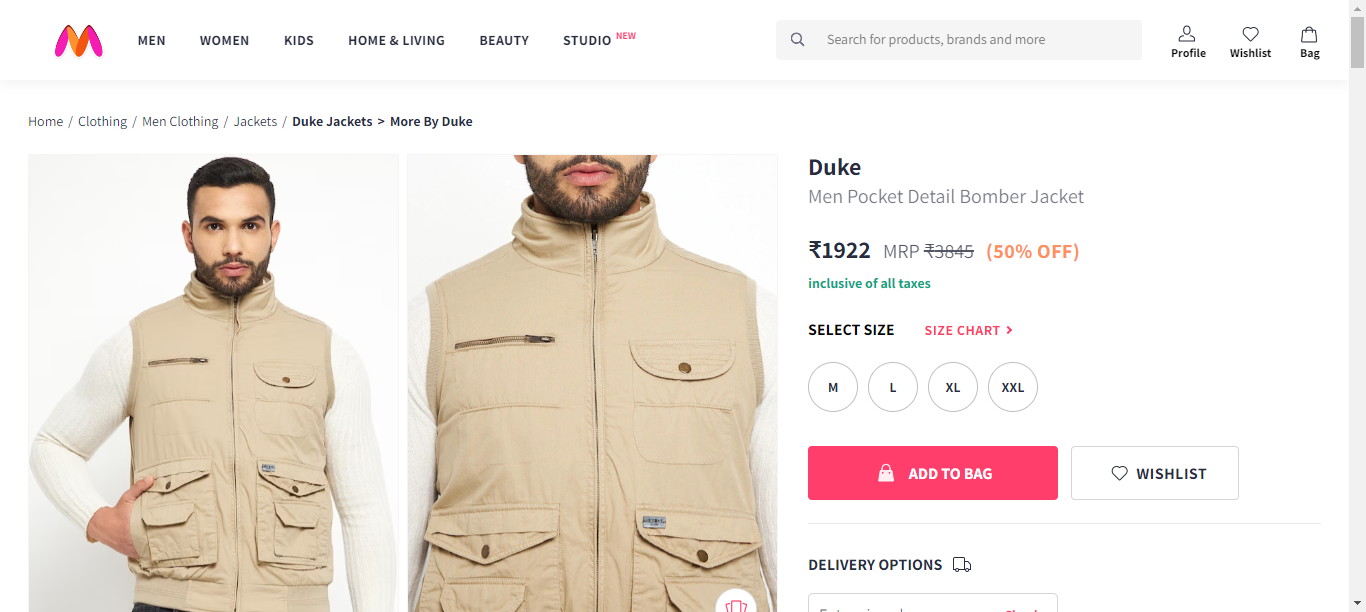 MEN WOMEN KIDS HOME & LIVING BEAUTY STUDIO NEW
Search for products, brands and more
Profile Wishlist Bag
Home / Clothing / Men Clothing / Jackets / Duke Jackets > More By Duke
Duke
Men Pocket Detail Bomber Jacket
₹1922 MRP ₹3845 (50% OFF)
inclusive of all taxes
SELECT SIZE SIZE CHART >
M L XL XXL
ADD TO BAG WISHLIST
DELIVERY OPTIONS